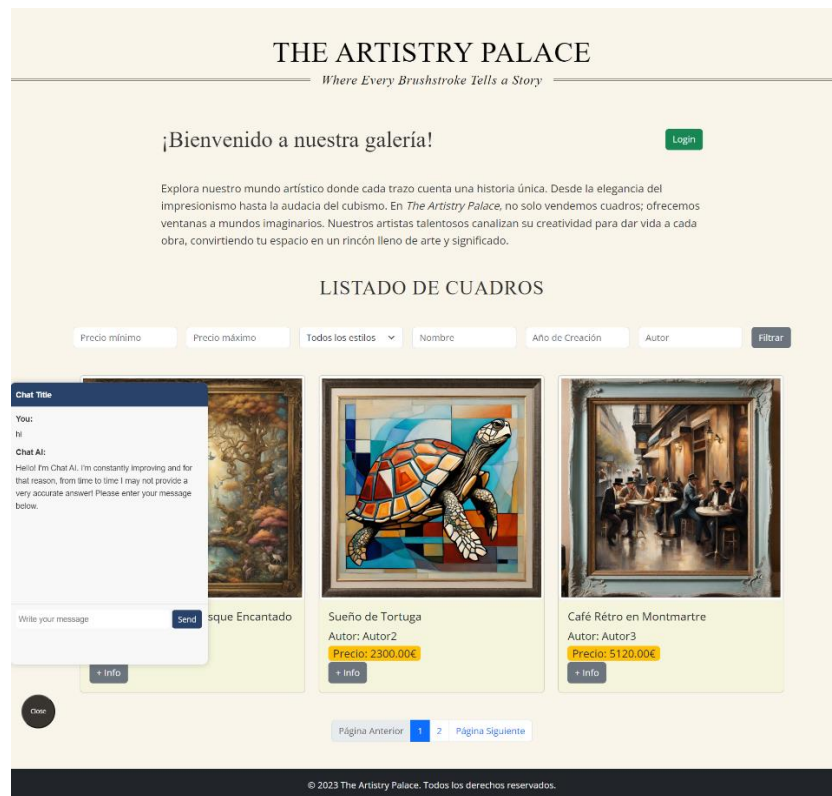 THE ARTISTRY PALACE
Where Every Brushstroke Tells a Story
¡Bienvenido a nuestra galería!
Login
Explora nuestro mundo artístico donde cada trazo cuenta una historia única. Desde la elegancia del
impresionismo hasta la audacia del cubismo. En The Artistry Palace, no solo vendemos cuadros; ofrecemos
ventanas a mundos imaginarios. Nuestros artistas talentosos canalizan su creatividad para dar vida a cada
obra, convirtiendo tu espacio en un rincón lleno de arte y significado.
LISTADO DE CUADROS
Precio mínimo
Precio máximo
Todos los estilos
Nombre
Año de Creación
Autor
Filtrar
Chat Title
You:
hi
Chat AI:
Hello! I'm Chat AI. I'm constantly improving and for
that reason, from time to time I may not provide a
very accurate answer! Please enter your message
below.
Write your message
Send
sque Encantado
+ Info
Sueño de Tortuga
Autor: Autor2
Precio: 2300.00€
+ Info
Café Rétro en Montmartre
Autor: Autor3
Precio: 5120.00€
+ Info
Close
Página Anterior 1 2 Página Siguiente
© 2023 The Artistry Palace. Todos los derechos reservados.